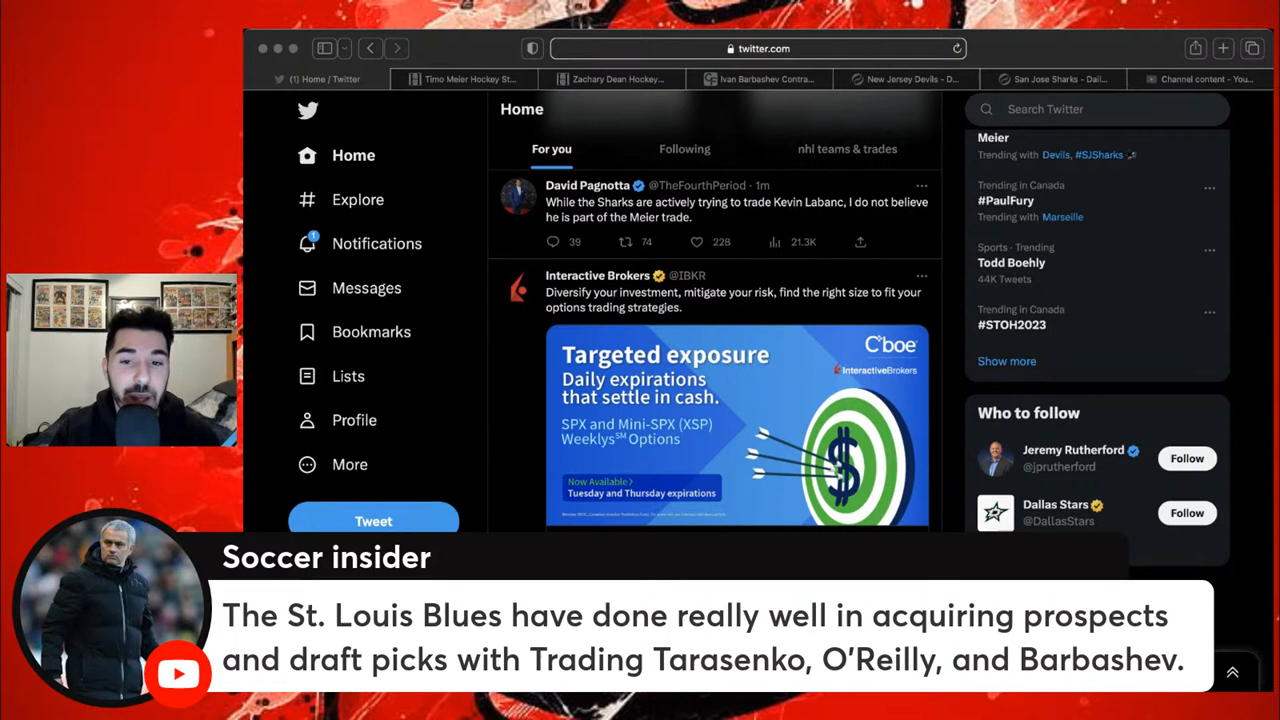 twitter.com
(1) Home / Twitter
Timo Meier Hockey St...
Zachary Dean Hockey...
Ivan Barbashev Contra...
New Jersey Devils - D...
San Jose Sharks - Dail...
Channel content - You...
Home
Explore
1
Notifications
Messages
Bookmarks
Lists
Profile
More
Tweet
Home
For you
Following
nhl teams & trades
David Pagnotta @TheFourthPeriod · 1m
While the Sharks are actively trying to trade Kevin Labanc, I do not believe
he is part of the Meier trade.
39
74
228
21.3K
Interactive Brokers @IBKR
Diversify your investment, mitigate your risk, find the right size to fit your
options trading strategies.
Targeted exposure
Daily expirations
that settle in cash.
SPX and Mini-SPX (XSP)
Weeklys℠ Options
Now Available >
Tuesday and Thursday expirations
Cboe
InteractiveBrokers
$
Search Twitter
Meier
Trending with Devils, #SJSharks
Trending in Canada
#PaulFury
Trending with Marseille
Sports · Trending
Todd Boehly
44K Tweets
Trending in Canada
#STOH2023
Show more
Who to follow
Jeremy Rutherford
@jprutherford
Follow
Dallas Stars
@DallasStars
Follow
Soccer insider
The St. Louis Blues have done really well in acquiring prospects
and draft picks with Trading Tarasenko, O'Reilly, and Barbashev.